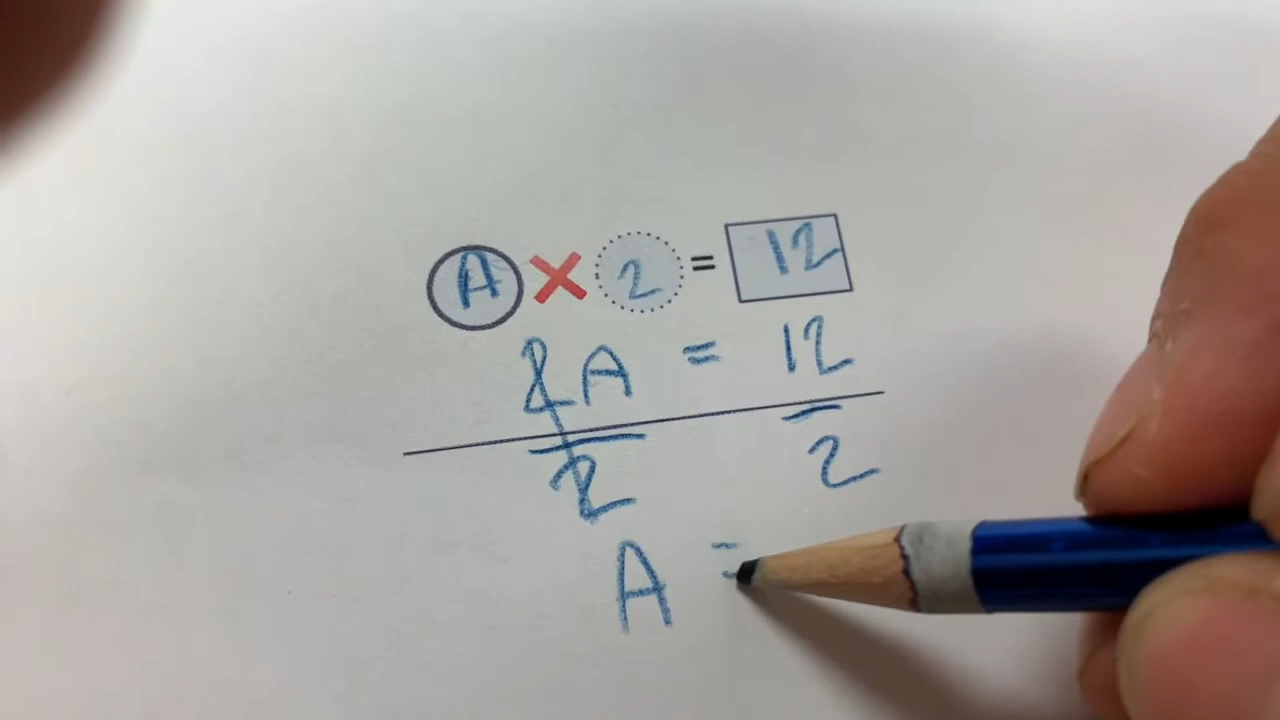 A × 2 = 12
2A = 12
2 2
A =